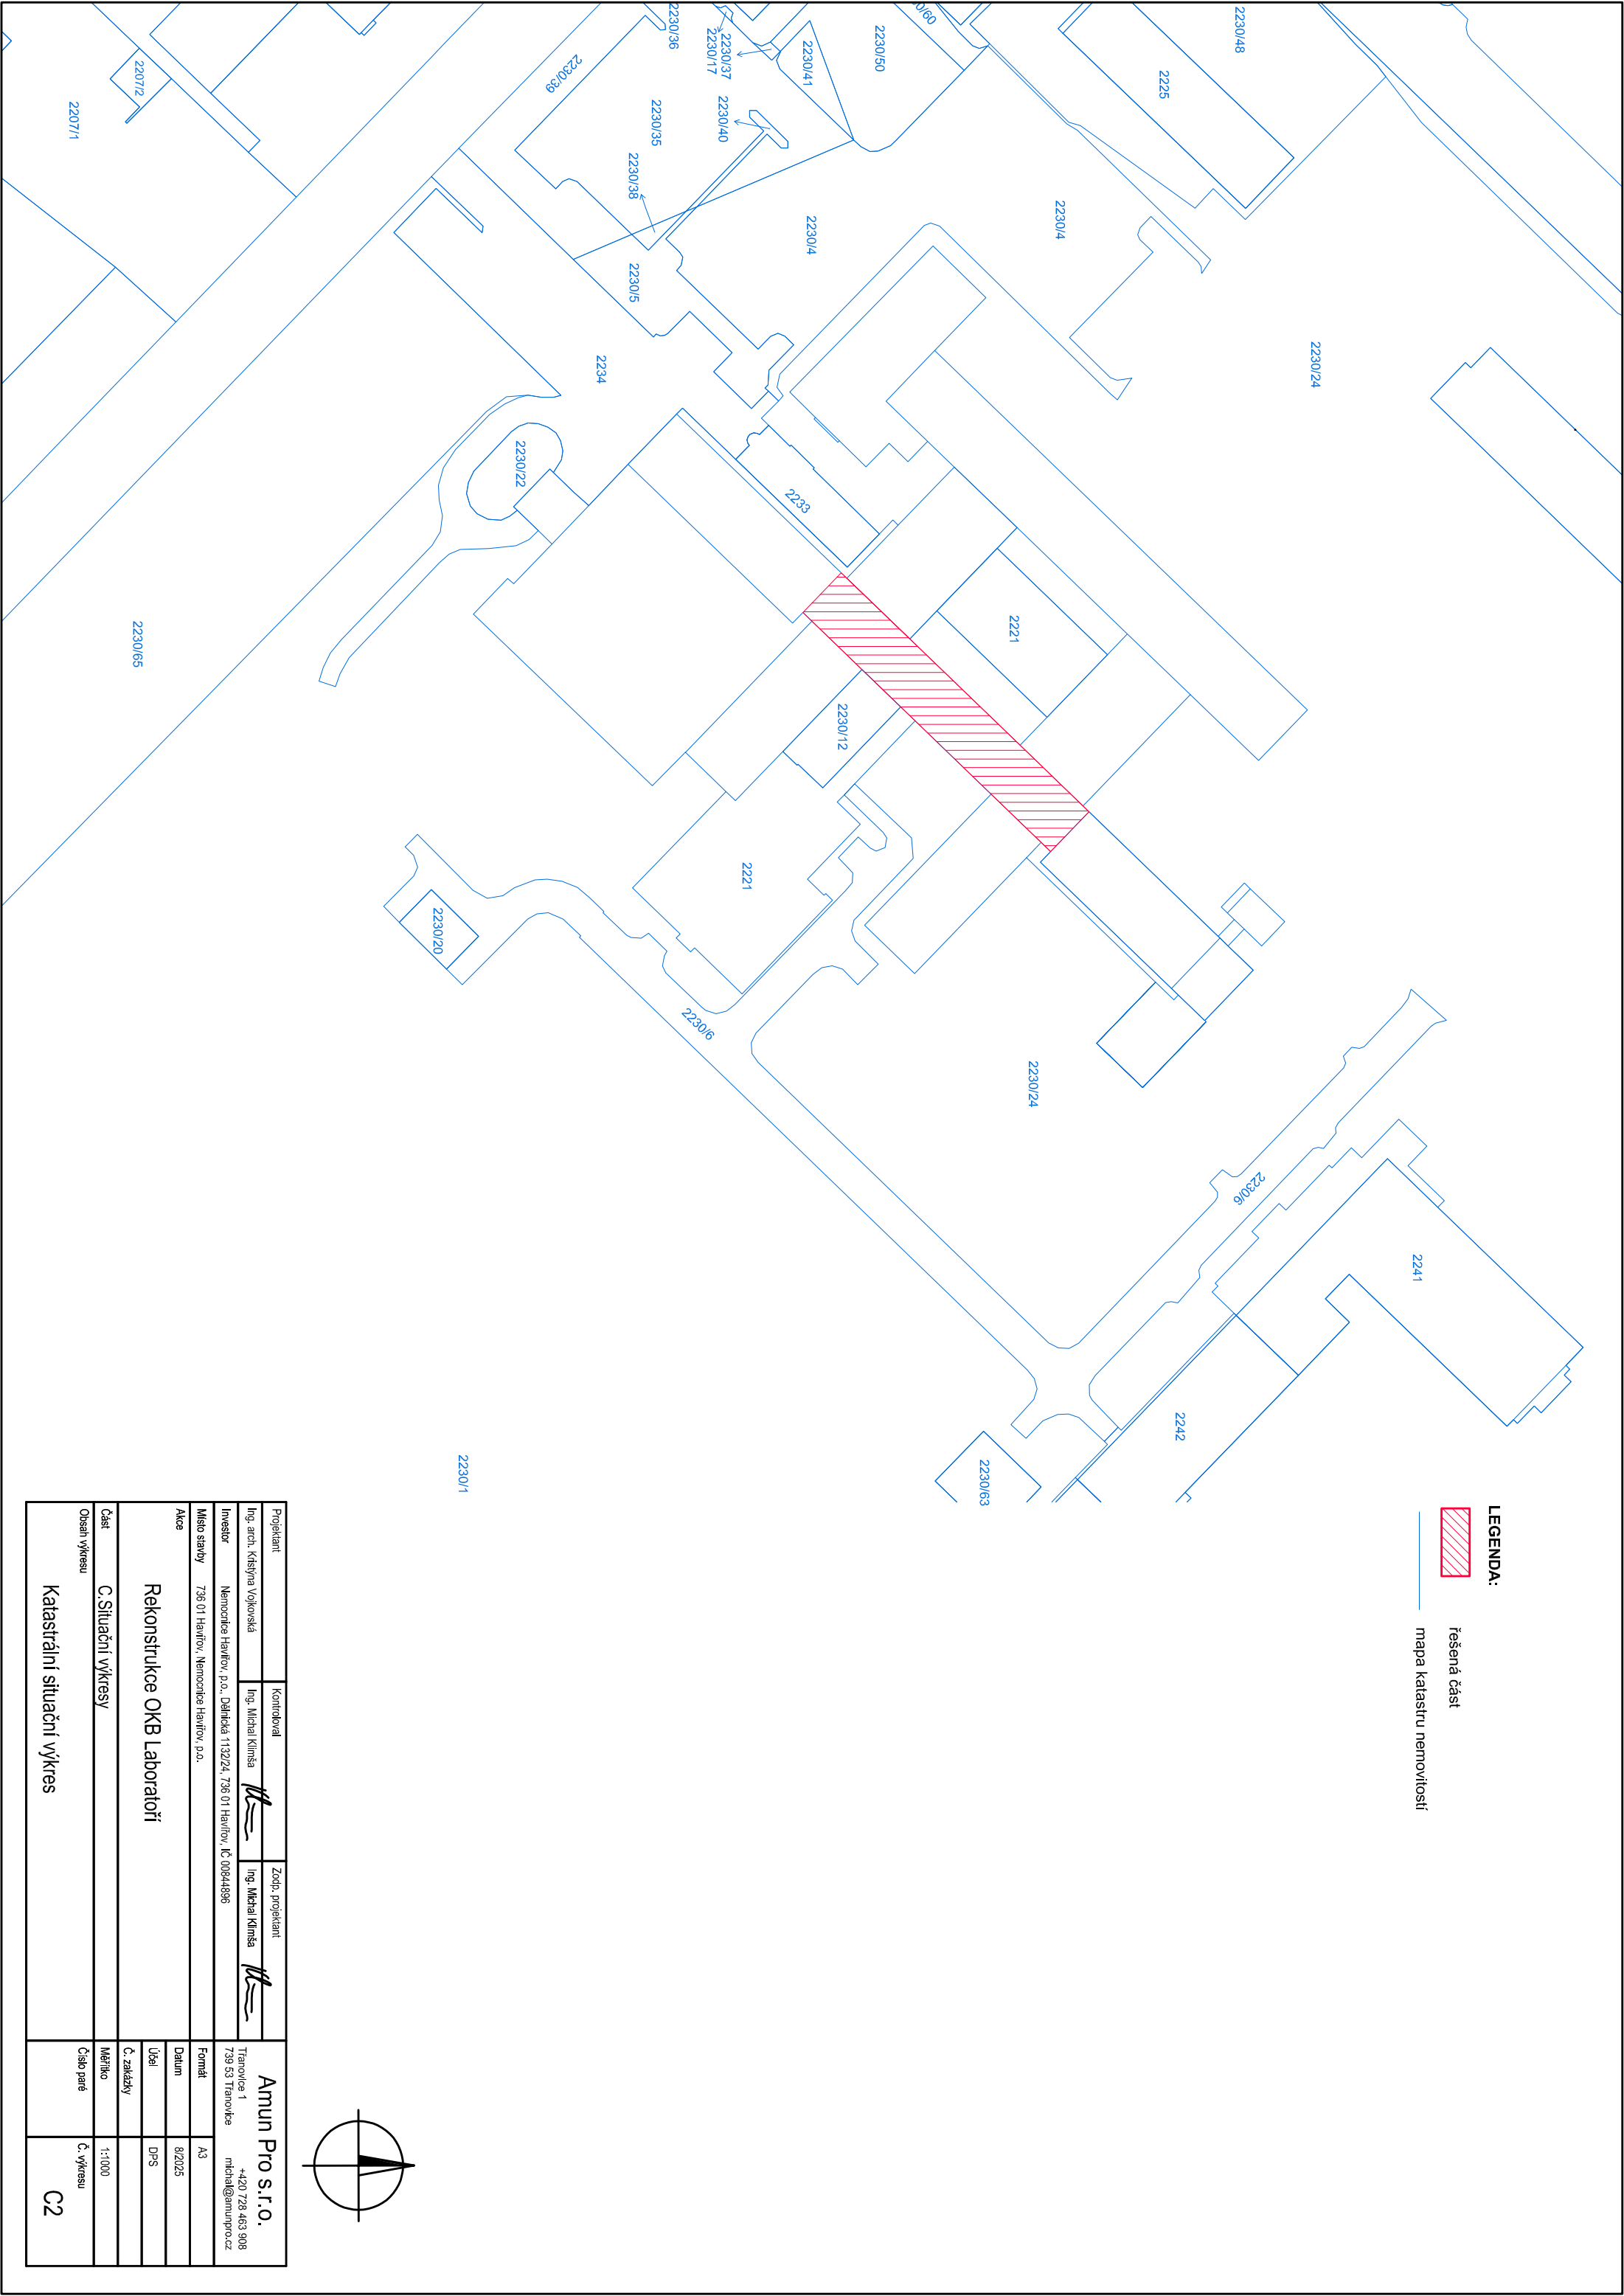 2230/48
2225
2230/60
2230/50
2230/41
2230/37
2230/17
2230/36
2230/40
2230/35
2230/38
2230/39
2207/2
2207/1
2230/4
2230/4
2230/5
2230/24
2234
2230/22
2233
2221
2230/65
2230/12
2221
2230/20
2230/6
2230/24
2230/6
2241
2242
2230/63
2230/1
LEGENDA:
řešená část
mapa katastru nemovitostí
Projektant
Kontroloval
Zodp. projektant
Ing. arch. Kristýna Vojkovská
Ing. Michal Klimša
Ing. Michal Klimša
Investor Nemocnice Havířov, p.o., Dělnická 1132/24, 736 01 Havířov, IČ 00844896
Místo stavby 736 01 Havířov, Nemocnice Havířov, p.o.
Akce
Rekonstrukce OKB Laboratoří
Část
C.Situační výkresy
Obsah výkresu
Katastrální situační výkres
Amun Pro s.r.o.
Třanovice 1 +420 728 463 908
739 53 Třanovice michal@amunpro.cz
Formát A3
Datum 8/2025
Účel DPS
Č. zakázky
Měřítko 1:1000
Číslo paré
Č. výkresu
C2